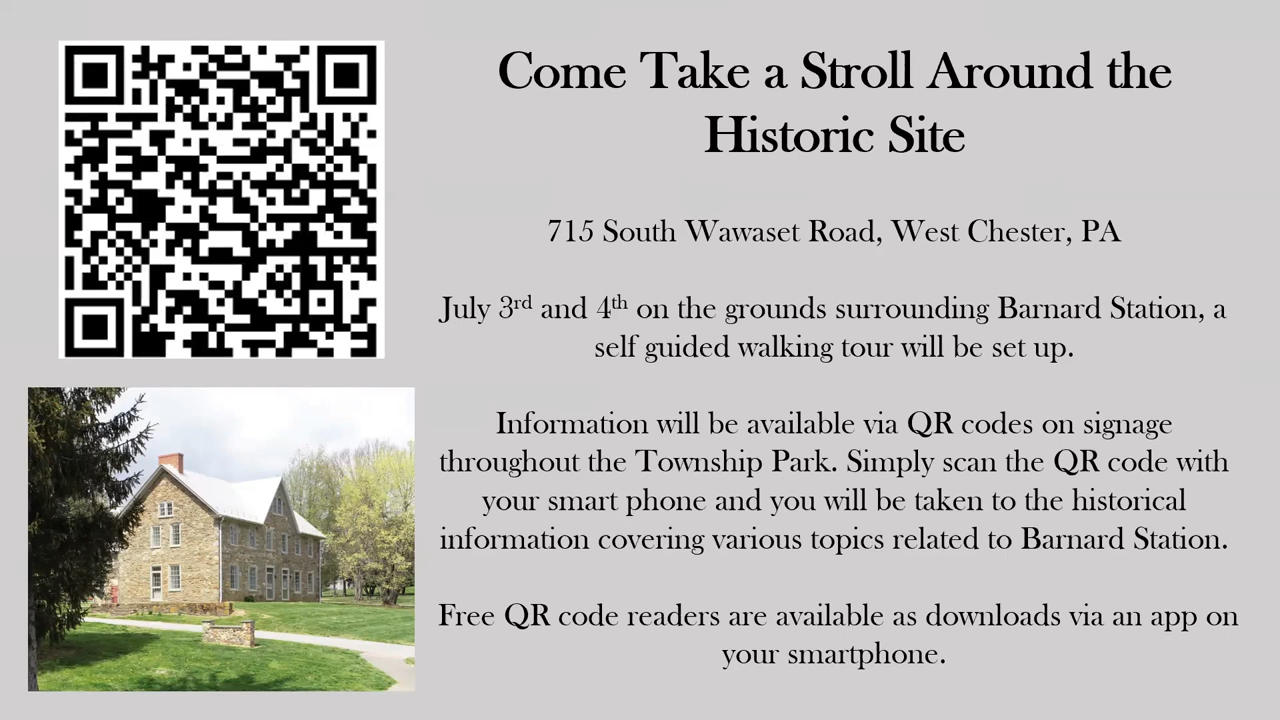 Come Take a Stroll Around the
Historic Site
715 South Wawaset Road, West Chester, PA
July 3rd and 4th on the grounds surrounding Barnard Station, a
self guided walking tour will be set up.
Information will be available via QR codes on signage
throughout the Township Park. Simply scan the QR code with
your smart phone and you will be taken to the historical
information covering various topics related to Barnard Station.
Free QR code readers are available as downloads via an app on
your smartphone.